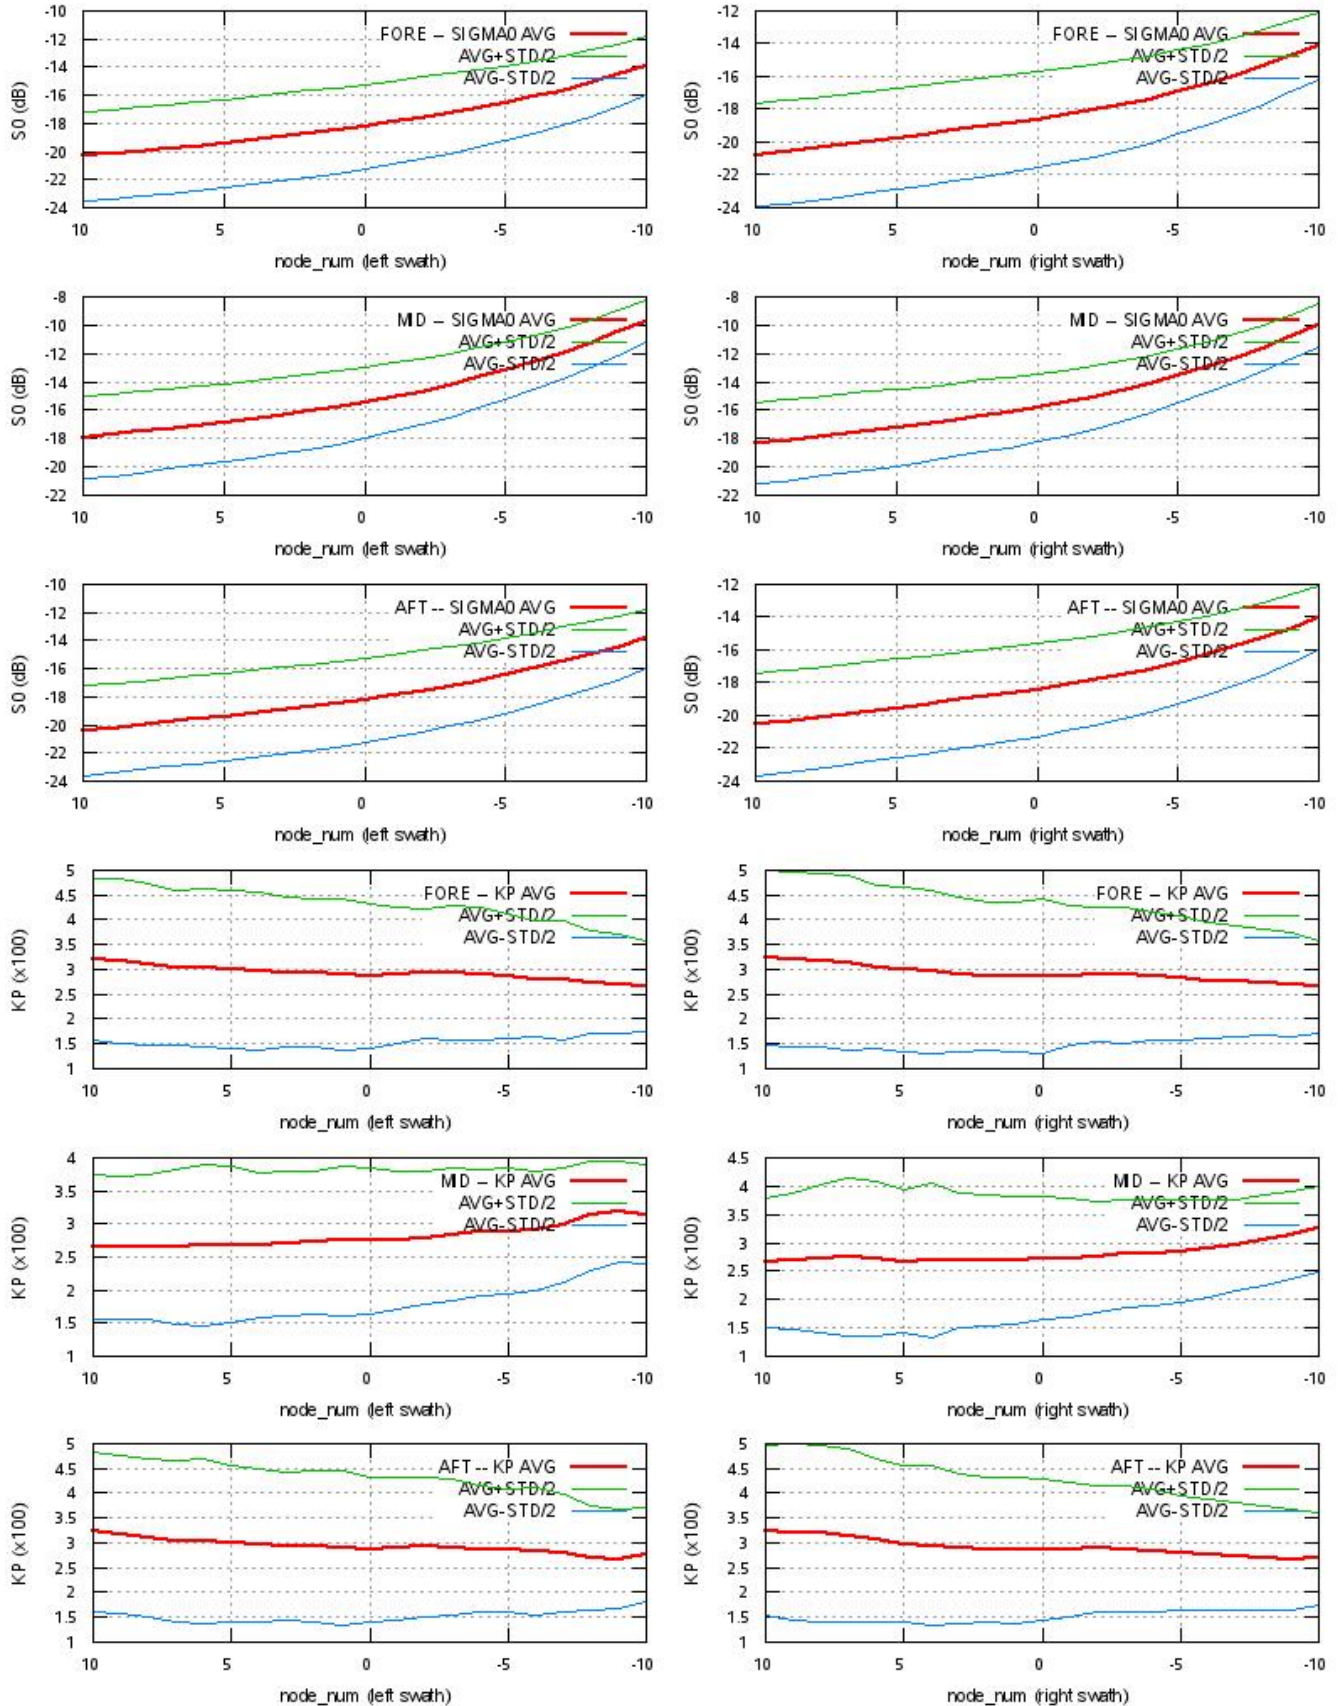 FORE – SIGMA0 AVG
AVG+STD/2
AVG-STD/2
S0 (dB)
-10
-12
-14
-16
-18
-20
-22
-24
10 5 0 -5 -10
node_num (left swath)
FORE – SIGMA0 AVG
AVG+STD/2
AVG-STD/2
S0 (dB)
-12
-14
-16
-18
-20
-22
-24
10 5 0 -5 -10
node_num (right swath)
MID – SIGMA0 AVG
AVG+STD/2
AVG-STD/2
S0 (dB)
-8
-10
-12
-14
-16
-18
-20
-22
10 5 0 -5 -10
node_num (left swath)
MID – SIGMA0 AVG
AVG+STD/2
AVG-STD/2
S0 (dB)
-8
-10
-12
-14
-16
-18
-20
-22
10 5 0 -5 -10
node_num (right swath)
AFT -- SIGMA0 AVG
AVG+STD/2
AVG-STD/2
S0 (dB)
-10
-12
-14
-16
-18
-20
-22
-24
10 5 0 -5 -10
node_num (left swath)
AFT -- SIGMA0 AVG
AVG+STD/2
AVG-STD/2
S0 (dB)
-12
-14
-16
-18
-20
-22
-24
10 5 0 -5 -10
node_num (right swath)
FORE – KP AVG
AVG+STD/2
AVG-STD/2
KP (x100)
5
4.5
4
3.5
3
2.5
2
1.5
1
10 5 0 -5 -10
node_num (left swath)
FORE – KP AVG
AVG+STD/2
AVG-STD/2
KP (x100)
5
4.5
4
3.5
3
2.5
2
1.5
1
10 5 0 -5 -10
node_num (right swath)
MID – KP AVG
AVG+STD/2
AVG-STD/2
KP (x100)
4
3.5
3
2.5
2
1.5
1
10 5 0 -5 -10
node_num (left swath)
MID – KP AVG
AVG+STD/2
AVG-STD/2
KP (x100)
4.5
4
3.5
3
2.5
2
1.5
1
10 5 0 -5 -10
node_num (right swath)
AFT -- KP AVG
AVG+STD/2
AVG-STD/2
KP (x100)
5
4.5
4
3.5
3
2.5
2
1.5
1
10 5 0 -5 -10
node_num (left swath)
AFT -- KP AVG
AVG+STD/2
AVG-STD/2
KP (x100)
5
4.5
4
3.5
3
2.5
2
1.5
1
10 5 0 -5 -10
node_num (right swath)